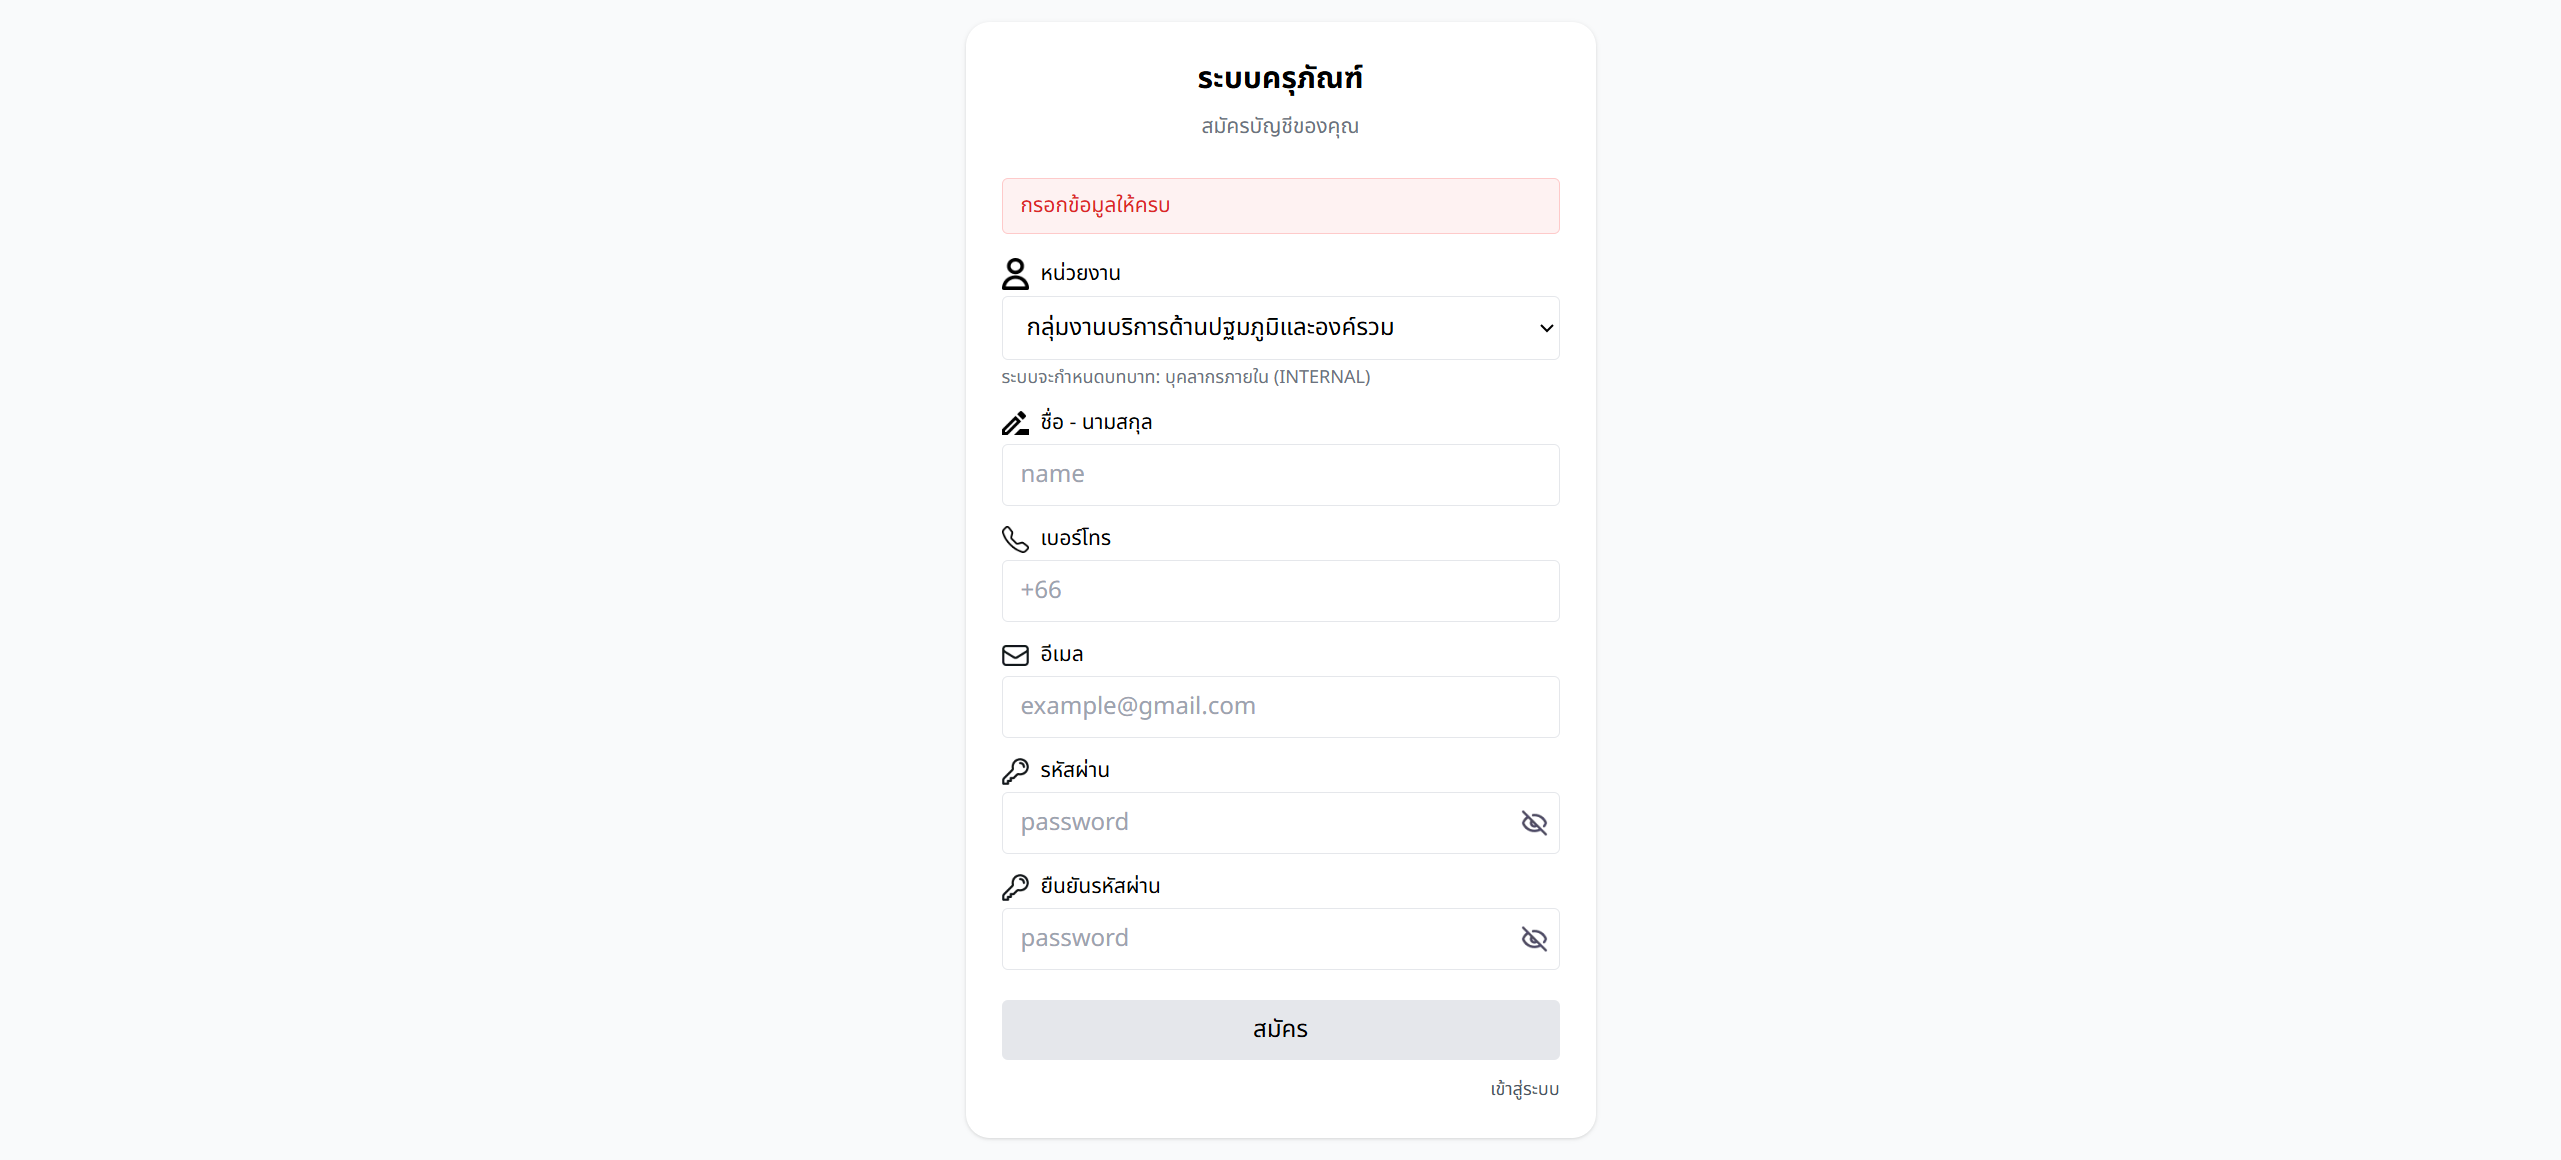 ระบบครุภัณฑ์
สมัครบัญชีของคุณ
กรอกข้อมูลให้ครบ
หน่วยงาน
กลุ่มงานบริการด้านปฐมภูมิและองค์รวม
ระบบจะกำหนดบทบาท: บุคลากรภายใน (INTERNAL)
ชื่อ - นามสกุล
name
เบอร์โทร
+66
อีเมล
example@gmail.com
รหัสผ่าน
password
ยืนยันรหัสผ่าน
password
สมัคร
เข้าสู่ระบบ